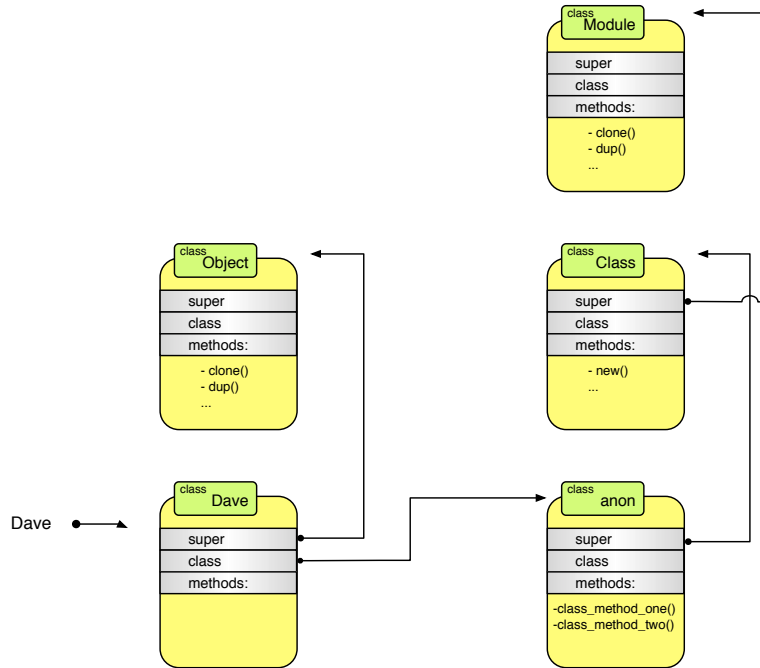 class
Module
super
class
methods:
- clone()
- dup()
...
class
Object
super
class
methods:
- clone()
- dup()
...
class
Class
super
class
methods:
- new()
...
Dave
class
Dave
super
class
methods:
class
anon
super
class
methods:
-class_method_one()
-class_method_two()